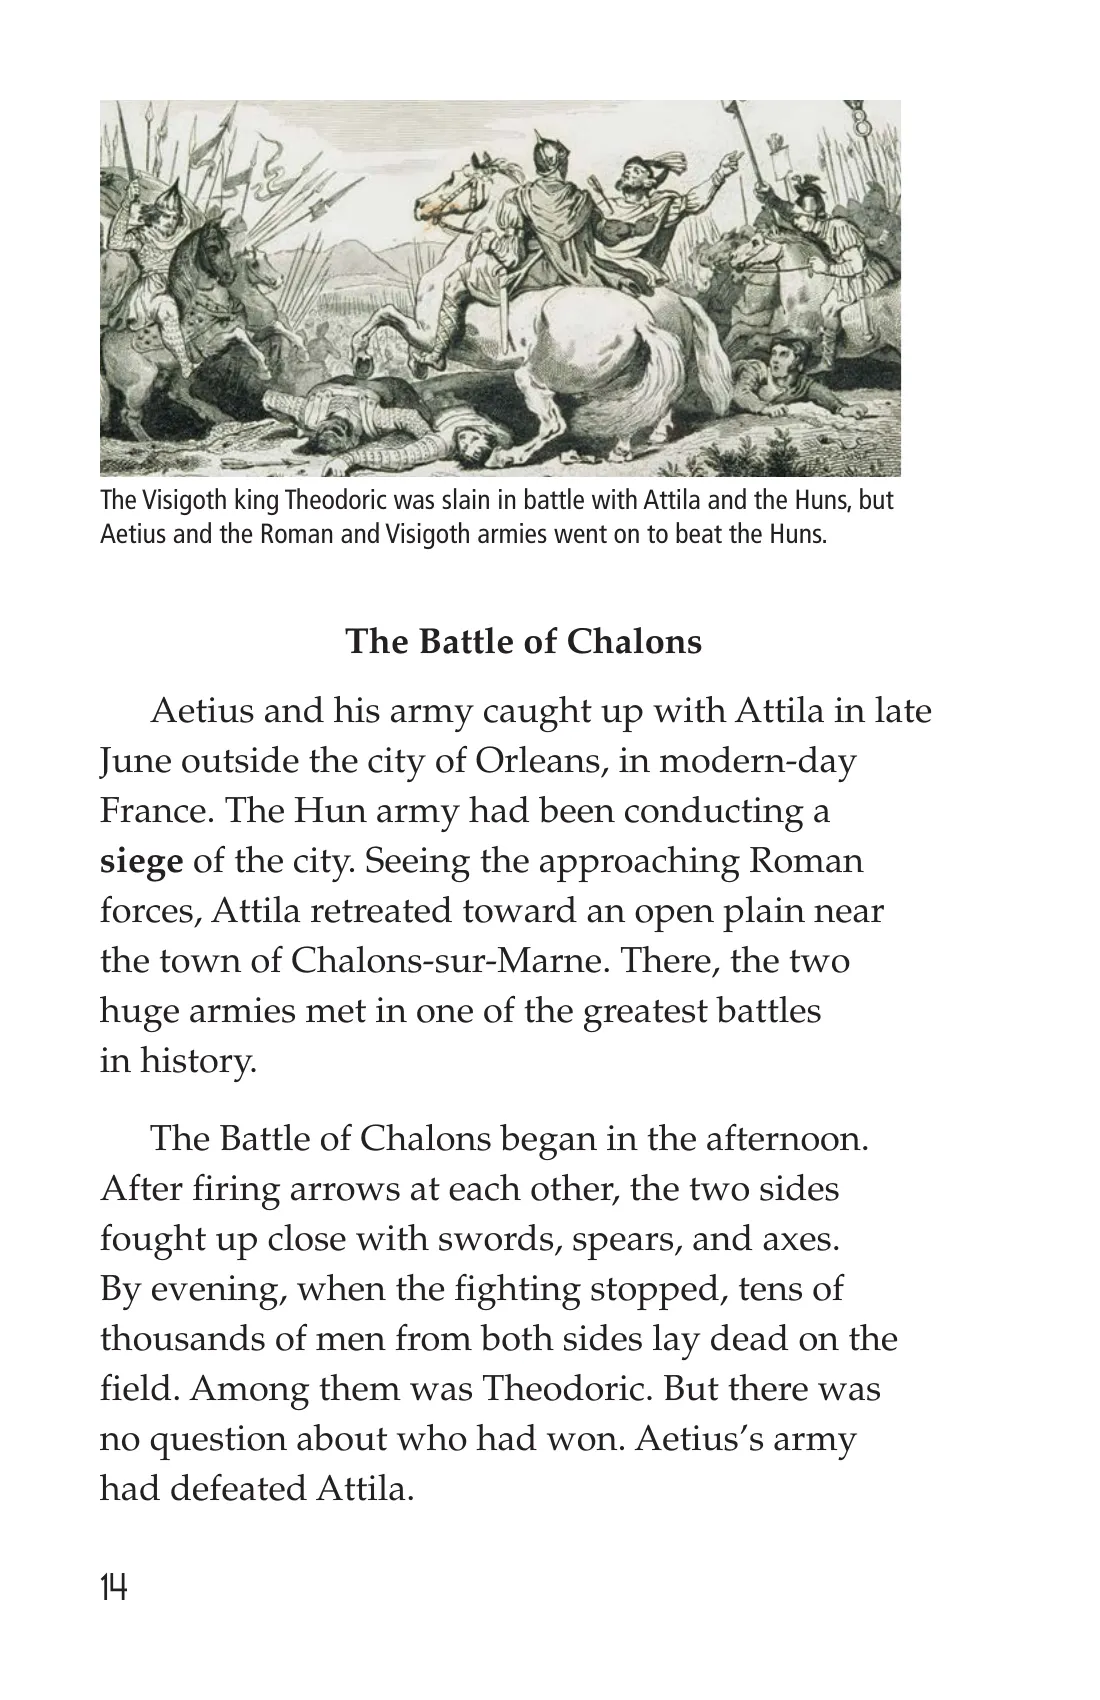 8
The Visigoth king Theodoric was slain in battle with Attila and the Huns, but
Aetius and the Roman and Visigoth armies went on to beat the Huns.
The Battle of Chalons
Aetius and his army caught up with Attila in late
June outside the city of Orleans, in modern-day
France. The Hun army had been conducting a
siege of the city. Seeing the approaching Roman
forces, Attila retreated toward an open plain near
the town of Chalons-sur-Marne. There, the two
huge armies met in one of the greatest battles
in history.
The Battle of Chalons began in the afternoon.
After firing arrows at each other, the two sides
fought up close with swords, spears, and axes.
By evening, when the fighting stopped, tens of
thousands of men from both sides lay dead on the
field. Among them was Theodoric. But there was
no question about who had won. Aetius’s army
had defeated Attila.
14